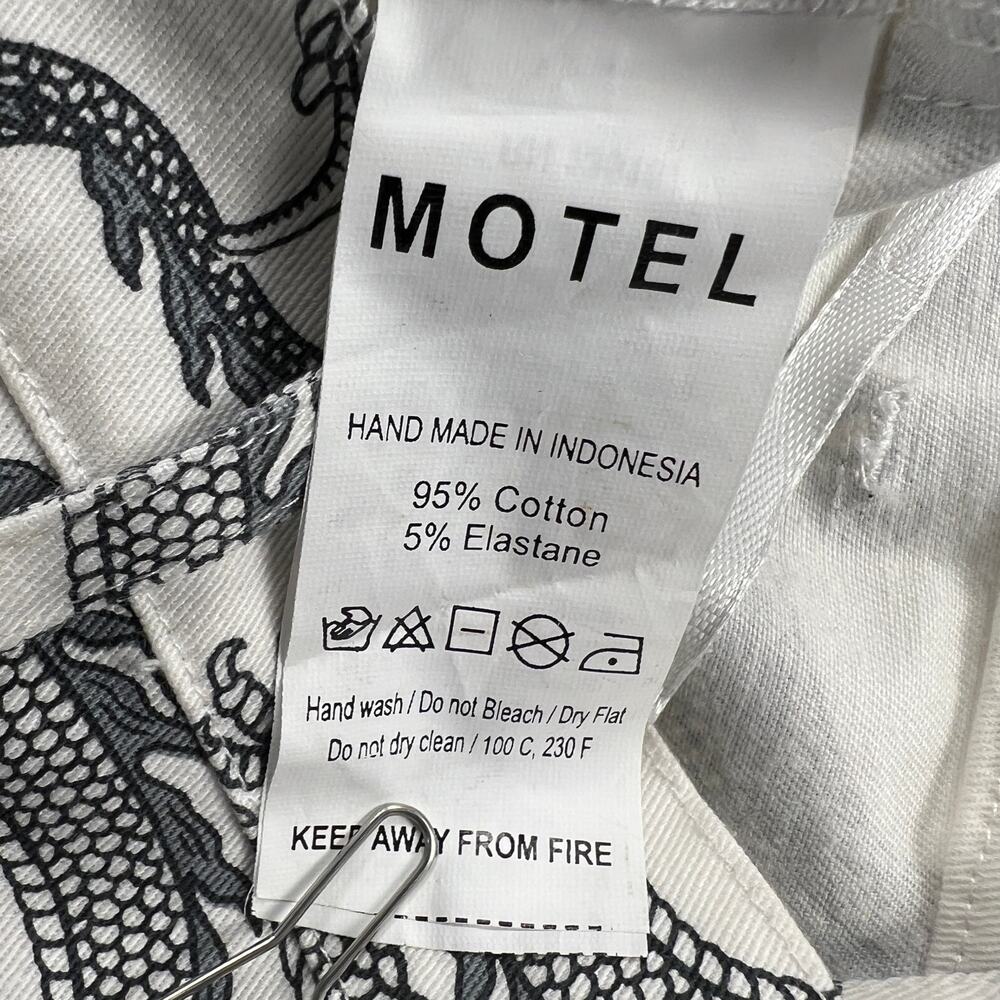 MOTEL
HAND MADE IN INDONESIA
95% Cotton
5% Elastane
Hand wash / Do not Bleach / Dry Flat
Do not dry clean / 100 C, 230 F
KEEP AWAY FROM FIRE